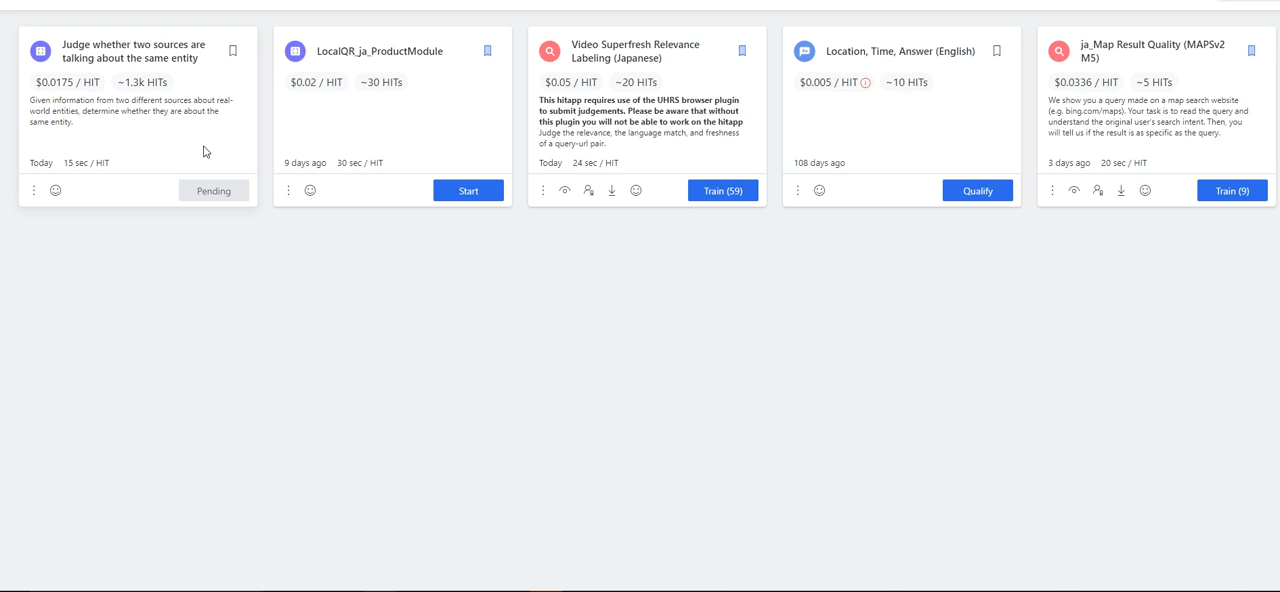 Judge whether two sources are
talking about the same entity
$0.0175 / HIT
~1.3k HITs
Given information from two different sources about real-
world entities, determine whether they are about the
same entity.
Today
15 sec / HIT
Pending
LocalQR_ja_ProductModule
$0.02 / HIT
~30 HITs
9 days ago
30 sec / HIT
Start
Video Superfresh Relevance
Labeling (Japanese)
$0.05 / HIT
~20 HITs
This hitapp requires use of the UHRS browser plugin
to submit judgements. Please be aware that without
this plugin you will not be able to work on the hitapp
Judge the relevance, the language match, and freshness
of a query-url pair.
Today
24 sec / HIT
Train (59)
Location, Time, Answer (English)
$0.005 / HIT
~10 HITs
108 days ago
Qualify
ja_Map Result Quality (MAPSv2
M5)
$0.0336 / HIT
~5 HITs
We show you a query made on a map search website
(e.g. bing.com/maps). Your task is to read the query and
understand the original user's search intent. Then, you
will tell us if the result is as specific as the query.
3 days ago
20 sec / HIT
Train (9)